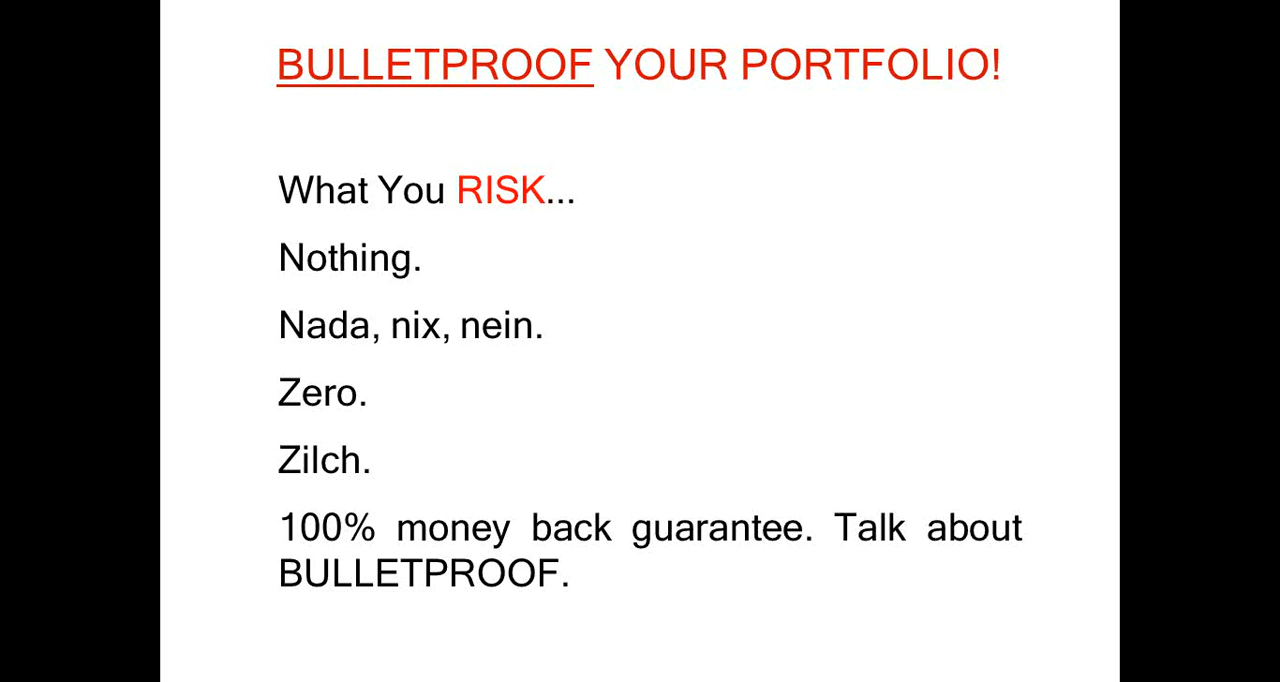 BULLETPROOF YOUR PORTFOLIO!
What You RISK...
Nothing.
Nada, nix, nein.
Zero.
Zilch.
100% money back guarantee. Talk about
BULLETPROOF.